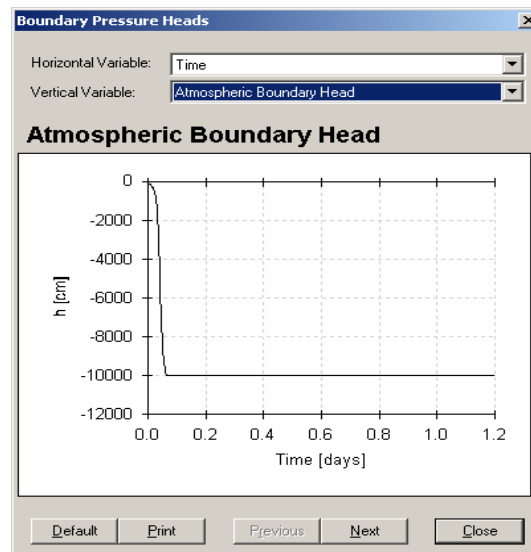 Boundary Pressure Heads
Horizontal Variable: Time
Vertical Variable: Atmospheric Boundary Head
Atmospheric Boundary Head
0
-2000
-4000
-6000
-8000
-10000
-12000
h [cm]
0.0 0.2 0.4 0.6 0.8 1.0 1.2
Time [days]
Default Print Previous Next Close